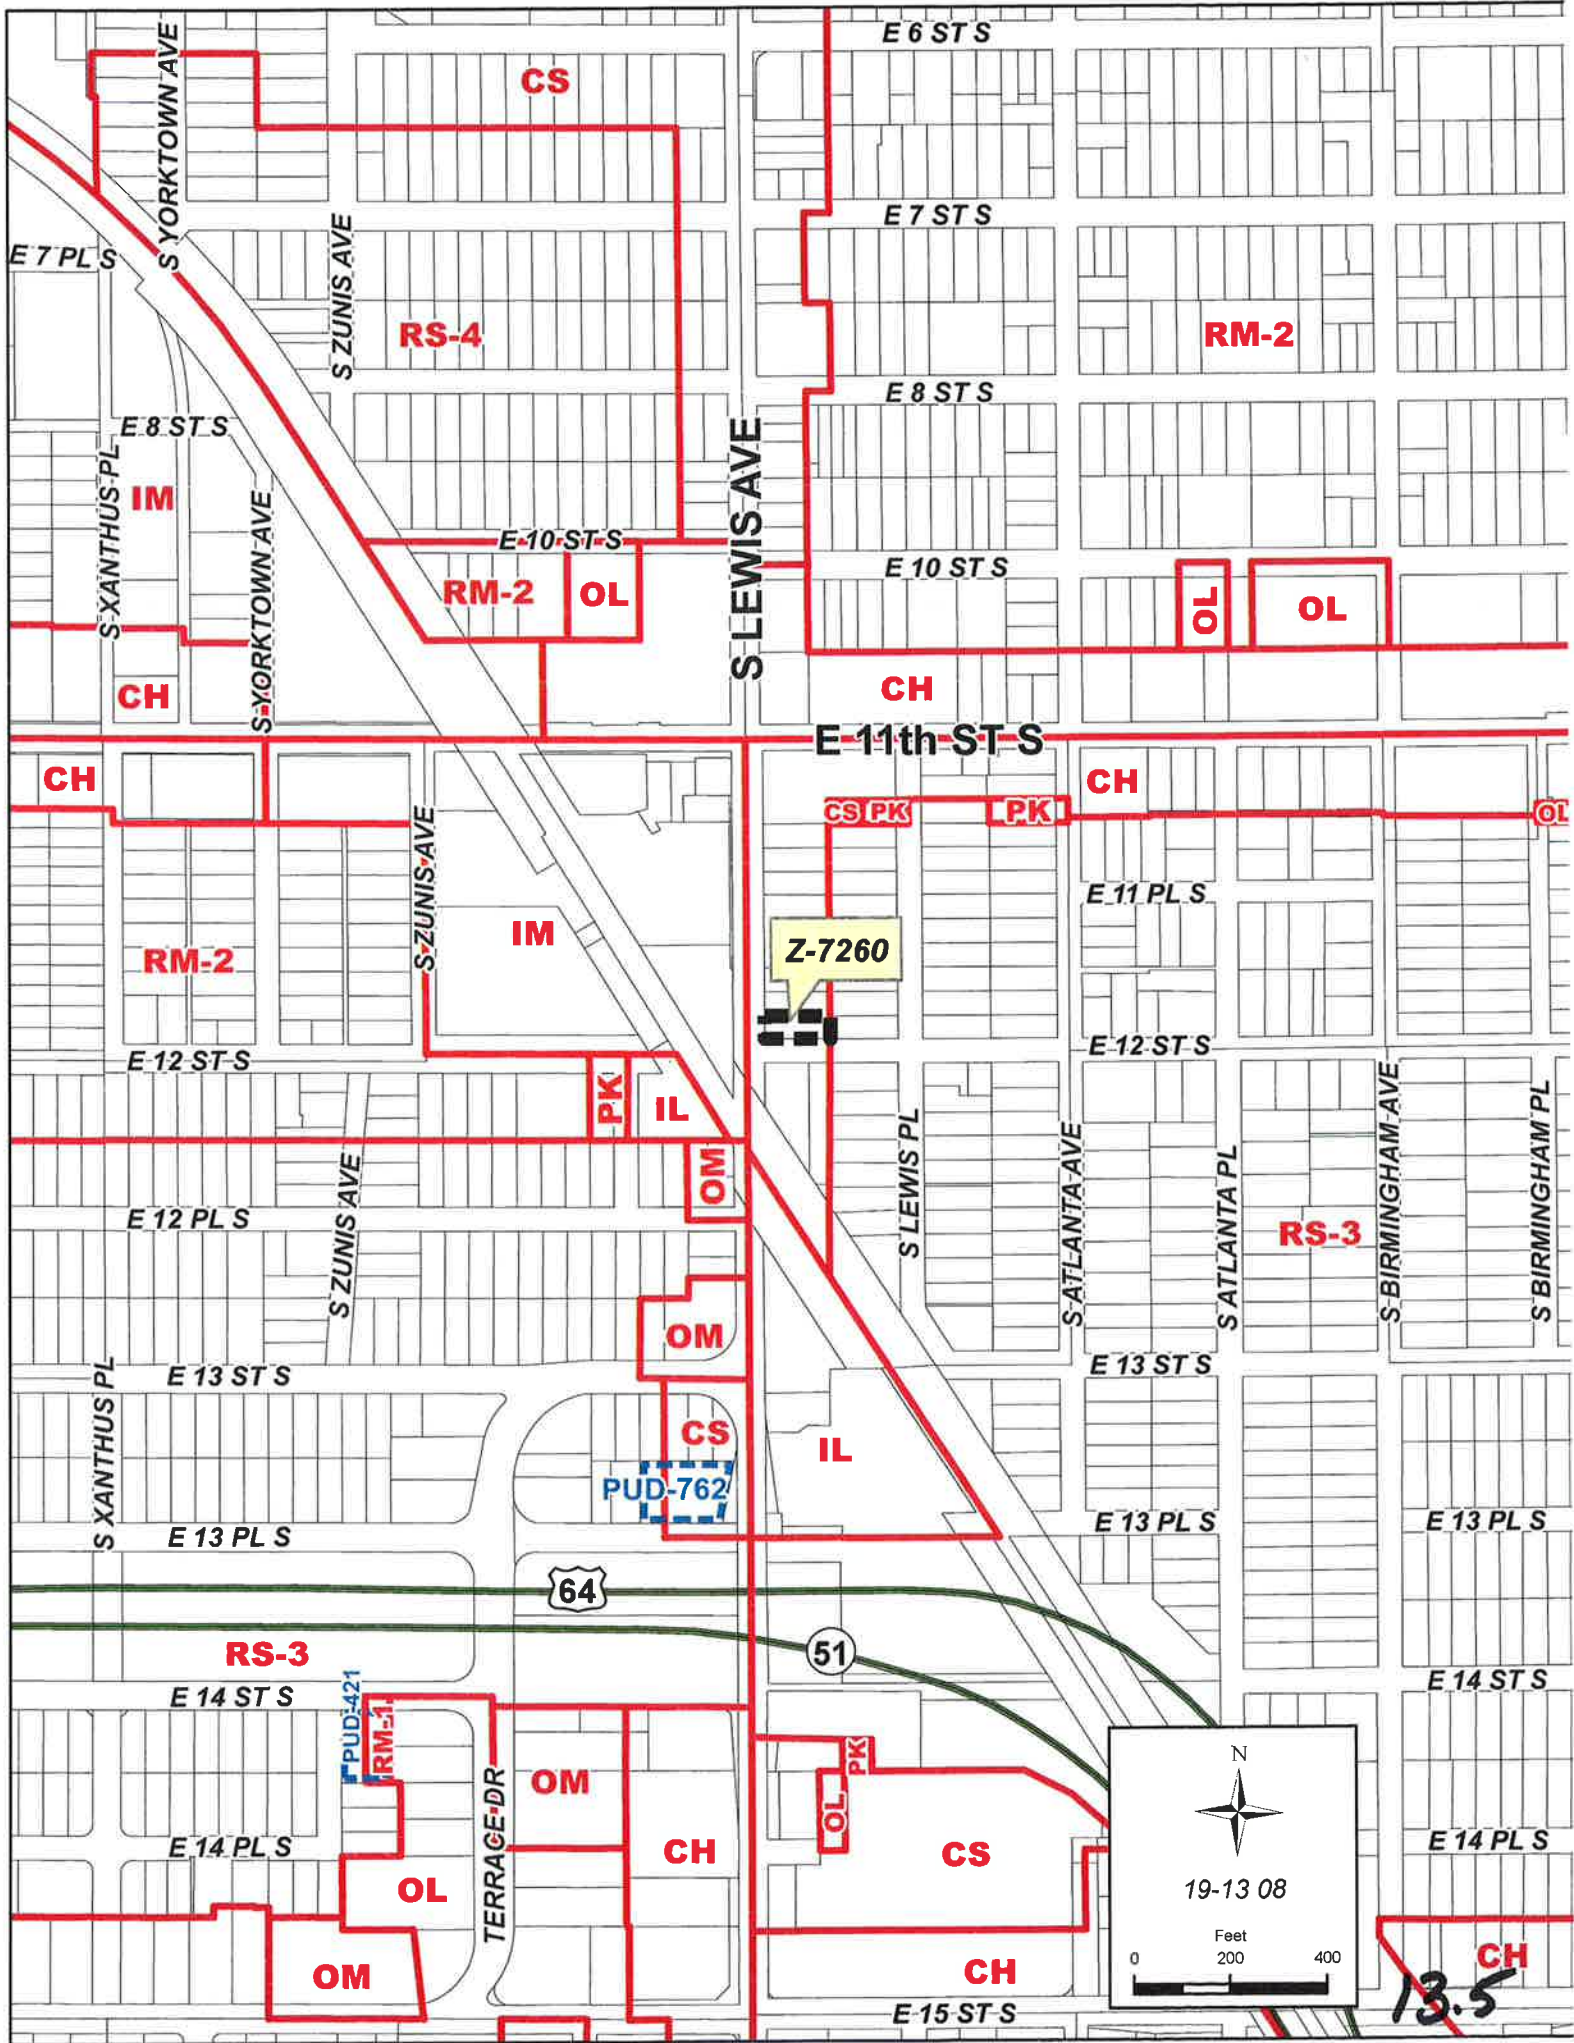 E 6 ST S
CS
S YORKTOWN AVE
E 7 ST S
S ZUNIS AVE
E 7 PL S
RS-4
RM-2
E 8 ST S
E 8 ST S
S LEWIS AVE
S XANTHUS PL
IM
S YORKTOWN AVE
E 10 ST S
E 10 ST S
RM-2
OL
OL
OL
CH
CH
E 11th ST S
CH
CH
CS
PK
PK
OL
S ZUNIS AVE
E 11 PL S
IM
RM-2
Z-7260
E 12 ST S
E 12 ST S
PK
IL
OM
S LEWIS PL
S ATLANTA AVE
S ATLANTA PL
S BIRMINGHAM AVE
S BIRMINGHAM PL
E 12 PL S
S ZUNIS AVE
RS-3
OM
E 13 ST S
E 13 ST S
S XANTHUS PL
CS
IL
PUD-762
E 13 PL S
E 13 PL S
E 13 PL S
64
51
RS-3
E 14 ST S
E 14 ST S
PUD-421
RM-1
OM
PK
OL
TERRACE DR
CH
CS
E 14 PL S
E 14 PL S
OL
OM
CH
CH
E 15 ST S
N
19-13 08
Feet
0 200 400
13.5